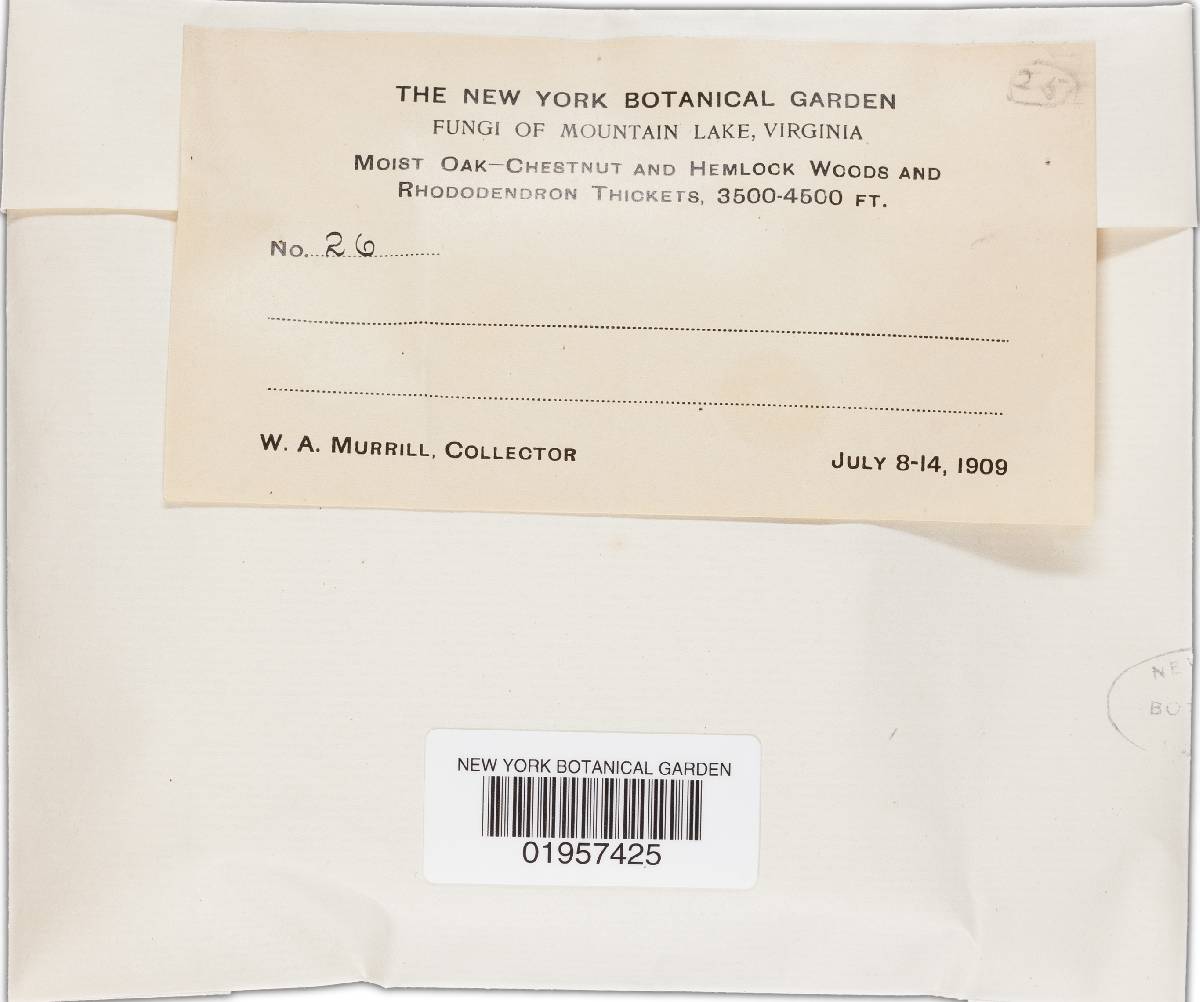 THE NEW YORK BOTANICAL GARDEN
FUNGI OF MOUNTAIN LAKE, VIRGINIA
MOIST OAK-CHESTNUT AND HEMLOCK WOODS AND
RHODODENDRON THICKETS, 3500-4500 FT.
No. 26
W. A. MURRILL, COLLECTOR
JULY 8-14, 1909
NEW YORK BOTANICAL GARDEN
01957425